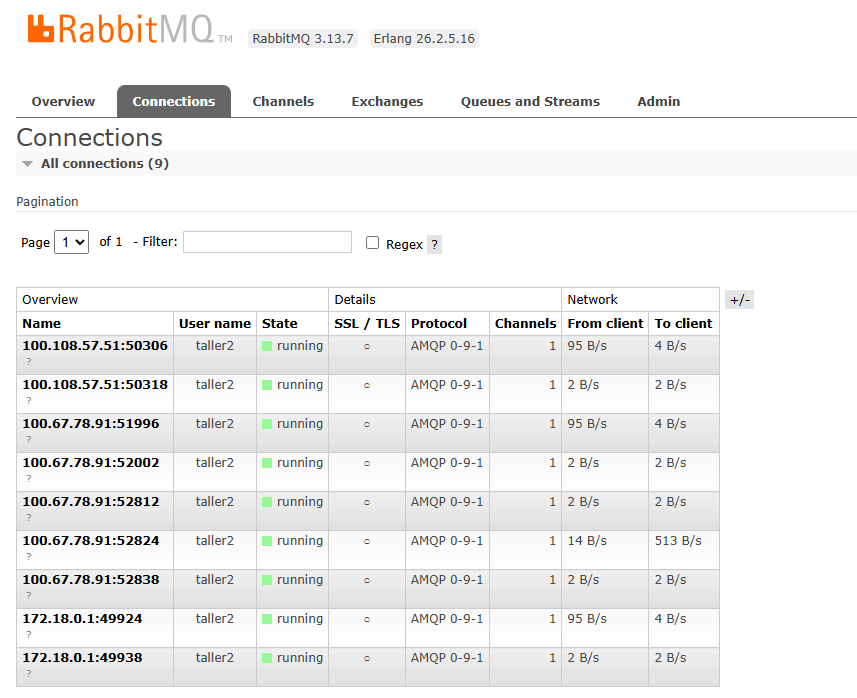 RabbitMQ TM RabbitMQ 3.13.7 Erlang 26.2.5.16
Overview Connections Channels Exchanges Queues and Streams Admin
Connections
All connections (9)
Pagination
Page 1 of 1 - Filter: Regex ?
Overview Details Network +/-
Name User name State SSL / TLS Protocol Channels From client To client
100.108.57.51:50306 taller2 running ○ AMQP 0-9-1 1 95 B/s 4 B/s
?
100.108.57.51:50318 taller2 running ○ AMQP 0-9-1 1 2 B/s 2 B/s
?
100.67.78.91:51996 taller2 running ○ AMQP 0-9-1 1 95 B/s 4 B/s
?
100.67.78.91:52002 taller2 running ○ AMQP 0-9-1 1 2 B/s 2 B/s
?
100.67.78.91:52812 taller2 running ○ AMQP 0-9-1 1 2 B/s 2 B/s
?
100.67.78.91:52824 taller2 running ○ AMQP 0-9-1 1 14 B/s 513 B/s
?
100.67.78.91:52838 taller2 running ○ AMQP 0-9-1 1 2 B/s 2 B/s
?
172.18.0.1:49924 taller2 running ○ AMQP 0-9-1 1 95 B/s 4 B/s
?
172.18.0.1:49938 taller2 running ○ AMQP 0-9-1 1 2 B/s 2 B/s
?